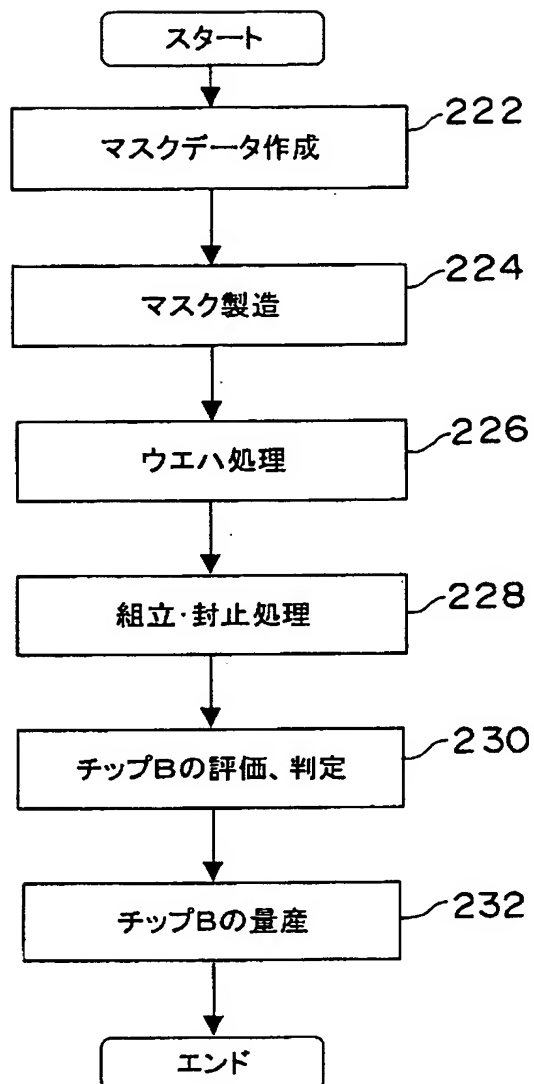 スタート
222
マスクデータ作成
224
マスク製造
226
ウエハ処理
228
組立・封止処理
230
チップBの評価、判定
232
チップBの量産
エンド